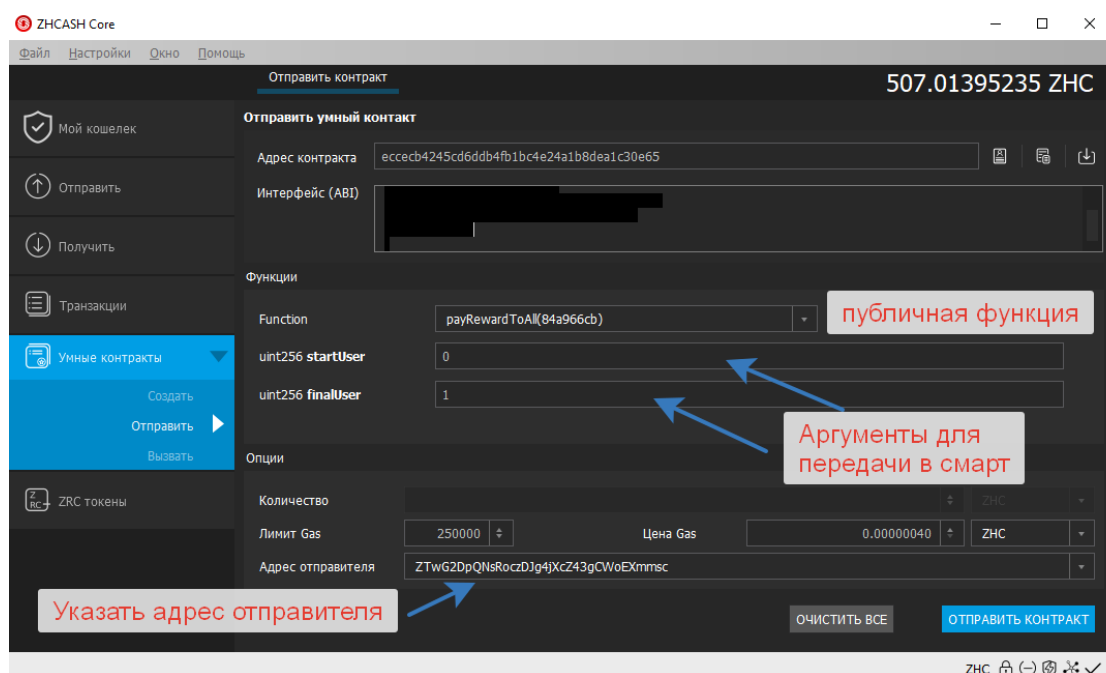 ZHCASH Core
Файл Настройки Окно Помощь
Отправить контракт
507.01395235 ZHC
Мой кошелек
Отправить
Получить
Транзакции
Умные контракты
Создать
Отправить
Вызвать
ZRC токены
Отправить умный контакт
Адрес контракта eccecb4245cd6ddb4fb1bc4e24a1b8dea1c30e65
Интерфейс (ABI)
Функции
Function payRewardToAll(84a966cb)
публичная функция
uint256 startUser 0
uint256 finalUser 1
Аргументы для
передачи в смарт
Опции
Количество ZHC
Лимит Gas 250000 Цена Gas 0.00000040 ZHC
Адрес отправителя ZTwG2DpQNsRoczDJg4jXcZ43gCWoEXmmsc
Указать адрес отправителя
ОЧИСТИТЬ ВСЕ ОТПРАВИТЬ КОНТРАКТ
ZHC